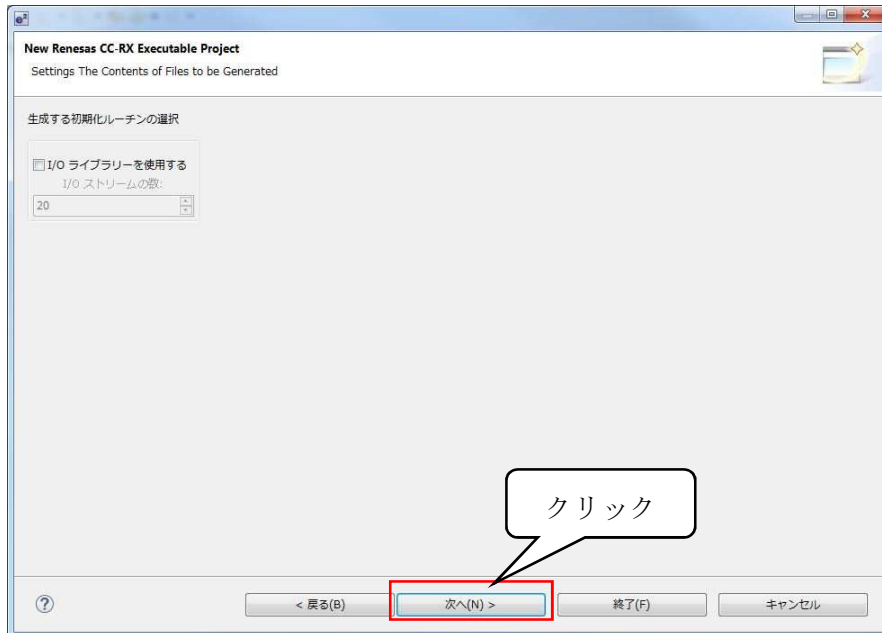 e²
New Renesas CC-RX Executable Project
Settings The Contents of Files to be Generated
生成する初期化ルーチンの選択
I/O ライブラリーを使用する
I/O ストリームの数:
20
クリック
?
< 戻る(B)
次へ(N) >
終了(F)
キャンセル